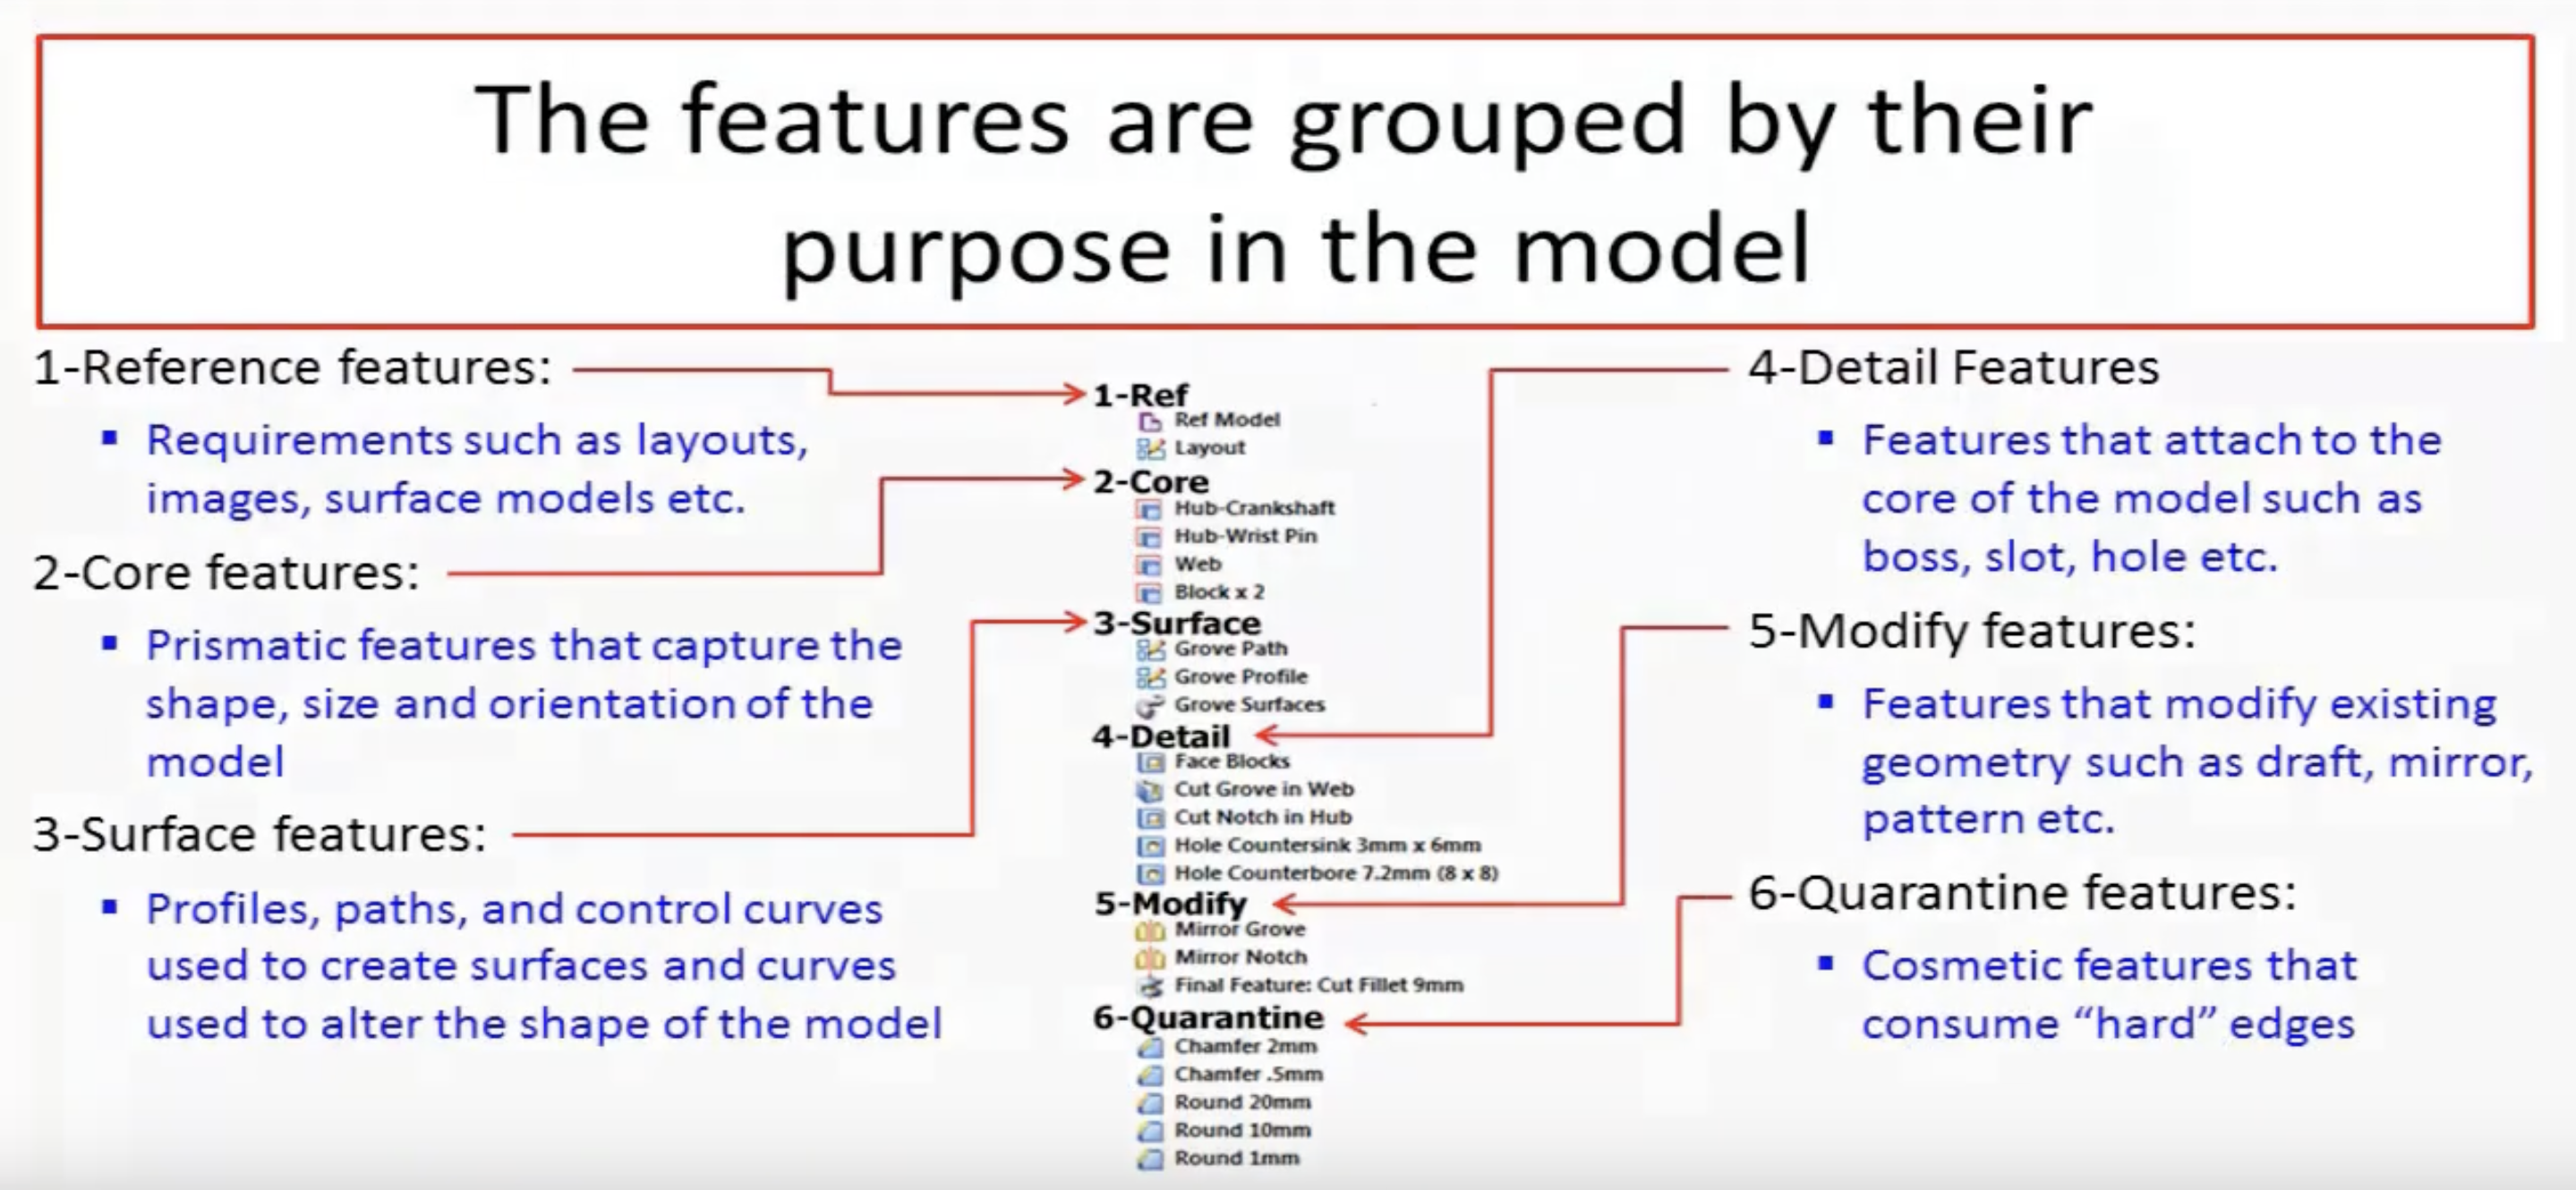 The features are grouped by their
purpose in the model
1-Reference features:
▪ Requirements such as layouts,
images, surface models etc.
2-Core features:
▪ Prismatic features that capture the
shape, size and orientation of the
model
3-Surface features:
▪ Profiles, paths, and control curves
used to create surfaces and curves
used to alter the shape of the model
1-Ref
Ref Model
Layout
2-Core
Hub-Crankshaft
Hub-Wrist Pin
Web
Block x 2
3-Surface
Grove Path
Grove Profile
Grove Surfaces
4-Detail
Face Blocks
Cut Grove in Web
Cut Notch in Hub
Hole Countersink 3mm x 6mm
Hole Counterbore 7.2mm (8 x 8)
5-Modify
Mirror Grove
Mirror Notch
Final Feature: Cut Fillet 9mm
6-Quarantine
Chamfer 2mm
Chamfer .5mm
Round 20mm
Round 10mm
Round 1mm
4-Detail Features
▪ Features that attach to the
core of the model such as
boss, slot, hole etc.
5-Modify features:
▪ Features that modify existing
geometry such as draft, mirror,
pattern etc.
6-Quarantine features:
▪ Cosmetic features that
consume “hard” edges